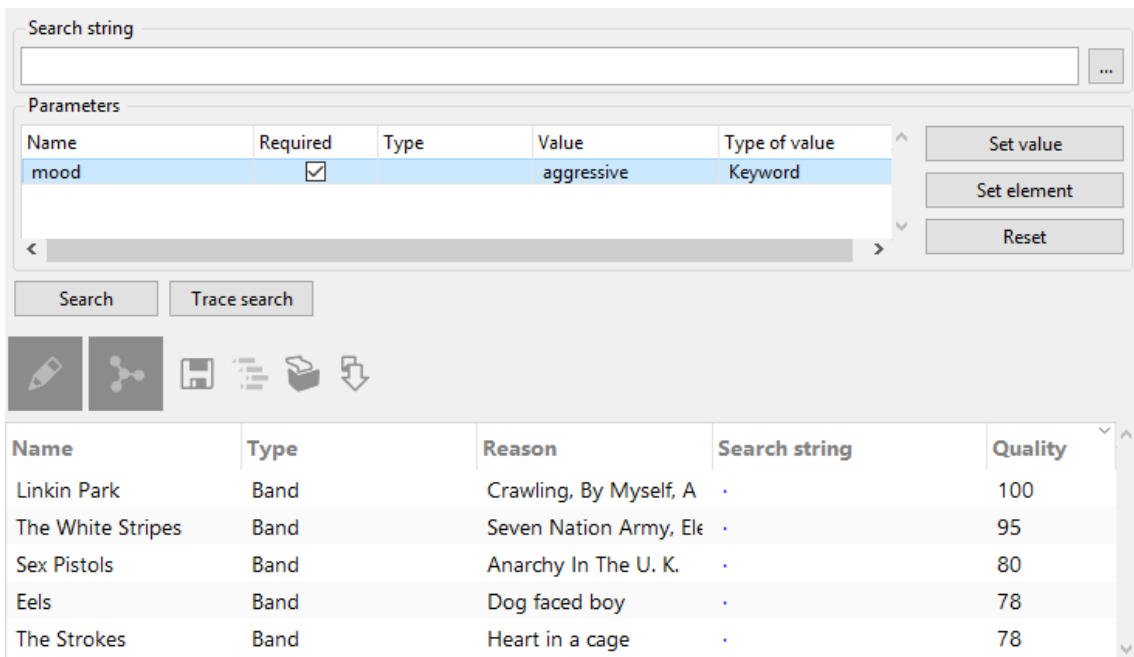 Search string
...
Parameters
Name Required Type Value Type of value
mood aggressive Keyword
Set value
Set element
Reset
Search Trace search
Name Type Reason Search string Quality
Linkin Park Band Crawling, By Myself, A 100
The White Stripes Band Seven Nation Army, Ele 95
Sex Pistols Band Anarchy In The U. K. 80
Eels Band Dog faced boy 78
The Strokes Band Heart in a cage 78